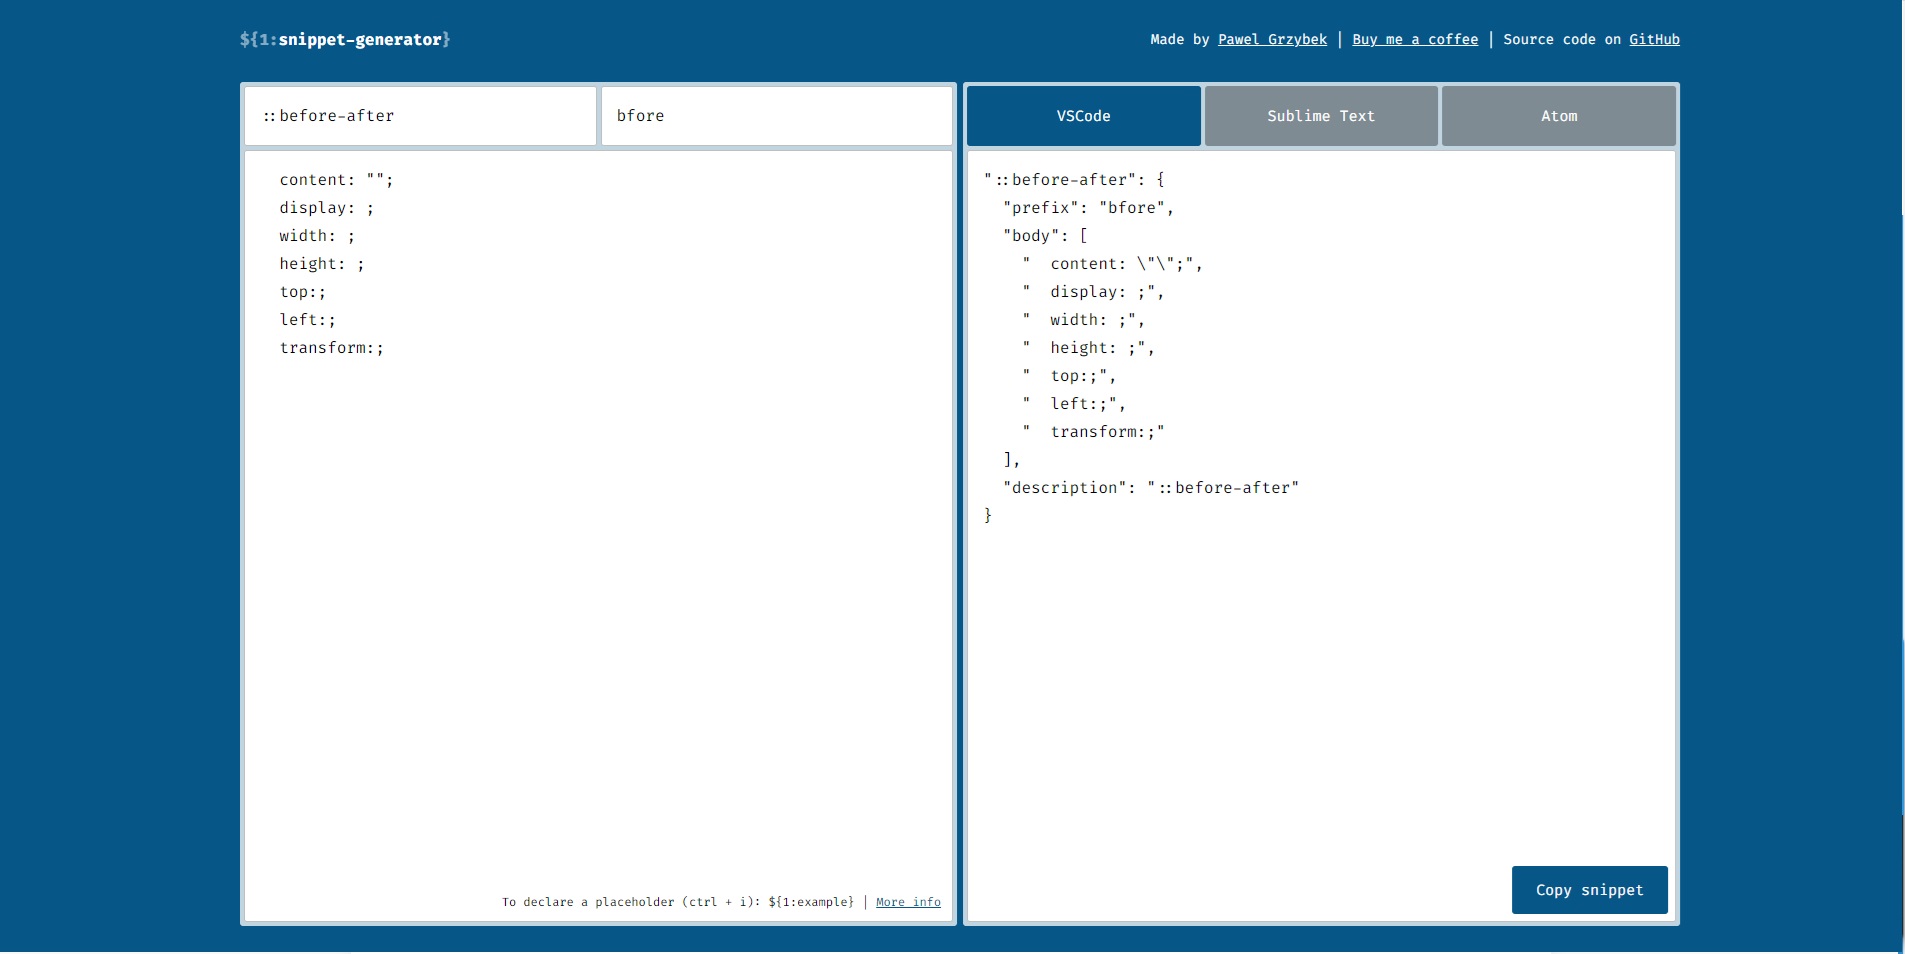 ${1:snippet-generator}
Made by Pawel Grzybek | Buy me a coffee | Source code on GitHub
::before-after
bfore
VSCode
Sublime Text
Atom
content: "";
display: ;
width: ;
height: ;
top:;
left:;
transform:;
To declare a placeholder (ctrl + i): ${1:example} | More info
"::before-after": {
  "prefix": "bfore",
  "body": [
    "  content: \"\";",
    "  display: ;",
    "  width: ;",
    "  height: ;",
    "  top:;",
    "  left:;",
    "  transform:;"
  ],
  "description": "::before-after"
}
Copy snippet